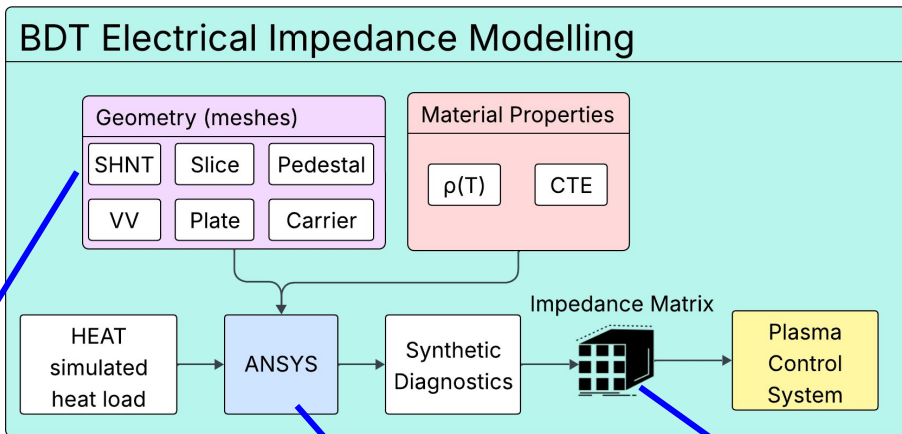 BDT Electrical Impedance Modelling
Geometry (meshes)
SHNT Slice Pedestal
VV Plate Carrier
Material Properties
ρ(T) CTE
HEAT
simulated
heat load
ANSYS
Synthetic
Diagnostics
Impedance Matrix
Plasma
Control
System